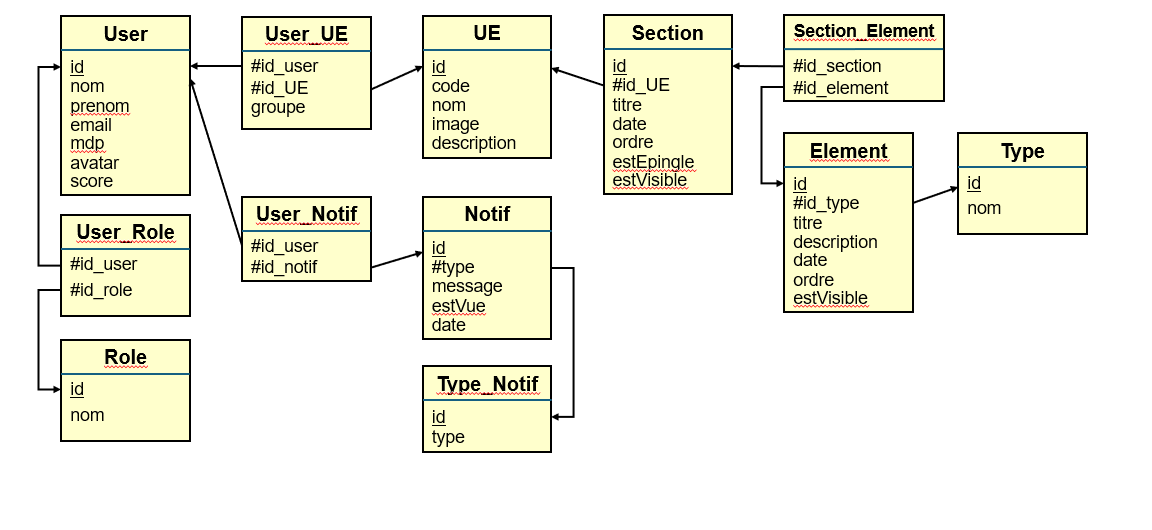 User
id
nom
prenom
email
mdp
avatar
score
User_Role
#id_user
#id_role
Role
id
nom
User_UE
#id_user
#id_UE
groupe
User_Notif
#id_user
#id_notif
UE
id
code
nom
image
description
Notif
id
#type
message
estVue
date
Type_Notif
id
type
Section
id
#id_UE
titre
date
ordre
estEpingle
estVisible
Section_Element
#id_section
#id_element
Element
id
#id_type
titre
description
date
ordre
estVisible
Type
id
nom